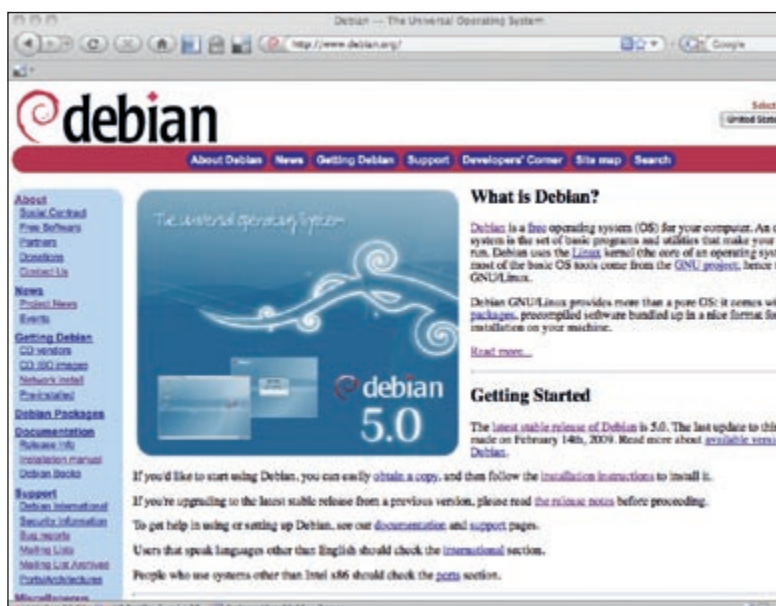 Debian — The Universal Operating System
http://www.debian.org/
Google
debian
Select
United State
About Debian News Getting Debian Support Developers' Corner Site map Search
About
Social Contract
Free Software
Partners
Donations
Contact Us
News
Project News
Events
Getting Debian
CD vendors
CD ISO images
Network install
Pre-installed
Debian Packages
Documentation
Release Info
Installation manual
Debian Books
Support
Debian International
Security Information
Bug reports
Mailing Lists
Mailing List Archives
Ports/Architectures
Miscellaneous
The universal operating system
debian
5.0
What is Debian?
Debian is a free operating system (OS) for your computer. An
system is the set of basic programs and utilities that make your
run. Debian uses the Linux kernel (the core of an operating
most of the basic OS tools come from the GNU project; hence
GNU/Linux.
Debian GNU/Linux provides more than a pure OS: it comes
packages, precompiled software bundled up in a nice format
installation on your machine.
Read more...
Getting Started
The latest stable release of Debian is 5.0. The last update to
made on February 14th, 2009. Read more about available
Debian.
If you'd like to start using Debian, you can easily obtain a copy, and then follow the installation instructions to install it.
If you're upgrading to the latest stable release from a previous version, please read the release notes before proceeding.
To get help in using or setting up Debian, see our documentation and support pages.
Users that speak languages other than English should check the international section.
People who use systems other than Intel x86 should check the ports section.